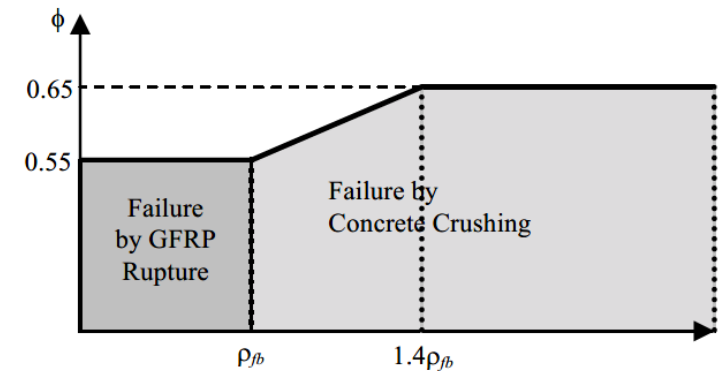 ϕ
0.65
0.55
Failure
by GFRP
Rupture
Failure by
Concrete Crushing
ρfb
1.4ρfb